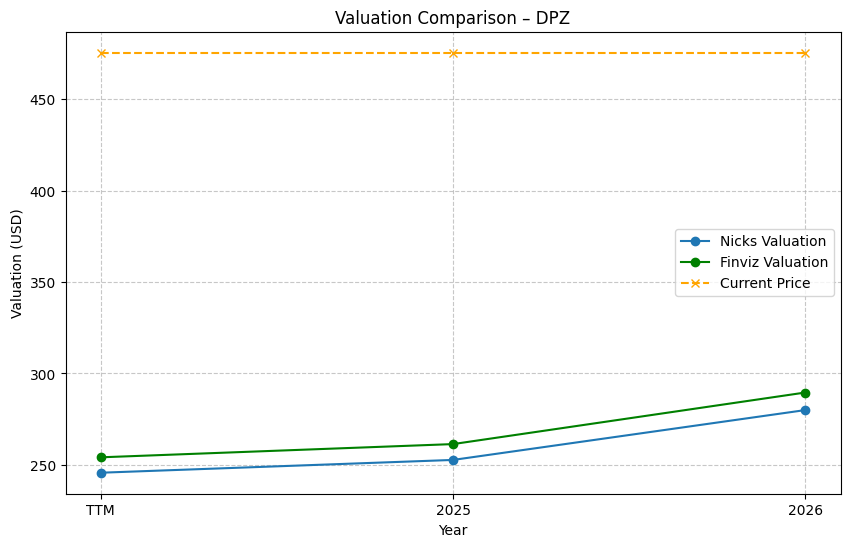 Valuation Comparison – DPZ
Valuation (USD)
450
400
350
300
250
Nicks Valuation
Finviz Valuation
Current Price
TTM
2025
2026
Year